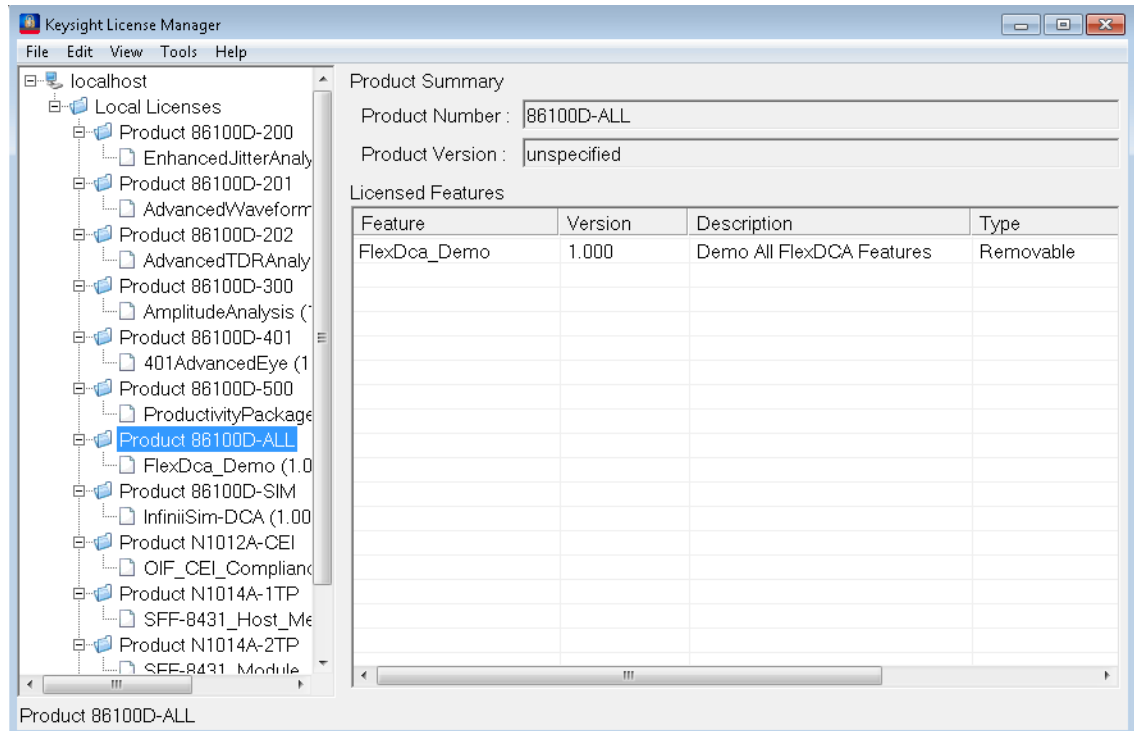 Keysight License Manager
File Edit View Tools Help
localhost
Local Licenses
Product 86100D-200
EnhancedJitterAnaly
Product 86100D-201
AdvancedWaveform
Product 86100D-202
AdvancedTDRAnaly
Product 86100D-300
AmplitudeAnalysis (
Product 86100D-401
401AdvancedEye (1
Product 86100D-500
ProductivityPackage
Product 86100D-ALL
FlexDca_Demo (1.0
Product 86100D-SIM
InfiniiSim-DCA (1.00
Product N1012A-CEI
OIF_CEI_Complianc
Product N1014A-1TP
SFF-8431_Host_Me
Product N1014A-2TP
SFF-8431_Module
Product Summary
Product Number : 86100D-ALL
Product Version : unspecified
Licensed Features
Feature Version Description Type
FlexDca_Demo 1.000 Demo All FlexDCA Features Removable
Product 86100D-ALL